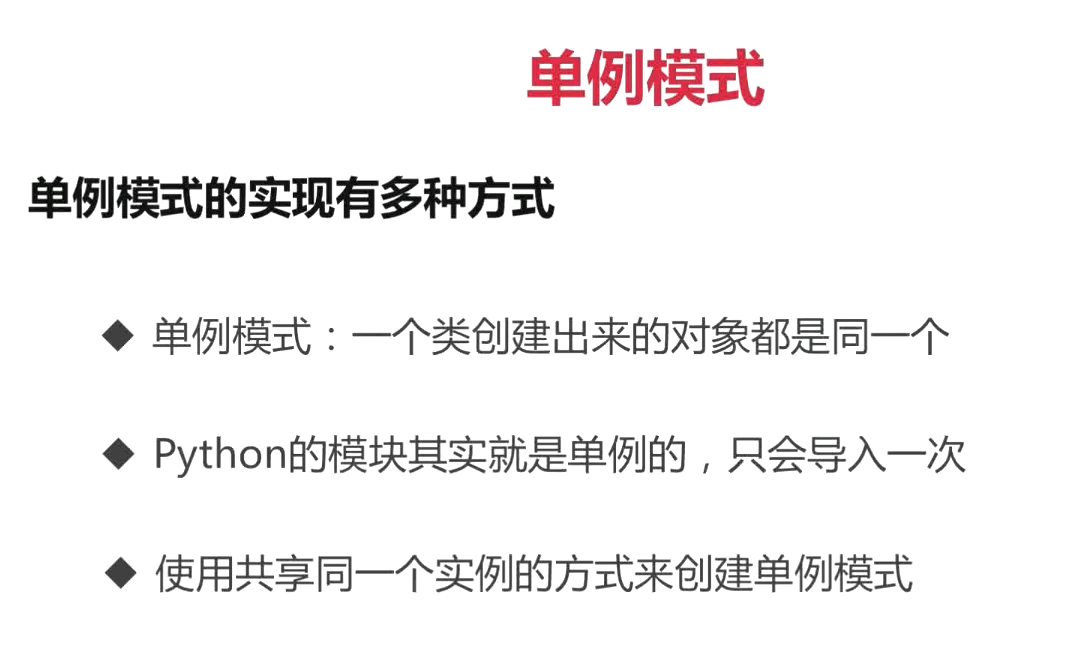 单例模式
单例模式的实现有多种方式
◆ 单例模式：一个类创建出来的对象都是同一个
◆ Python的模块其实就是单例的，只会导入一次
◆ 使用共享同一个实例的方式来创建单例模式